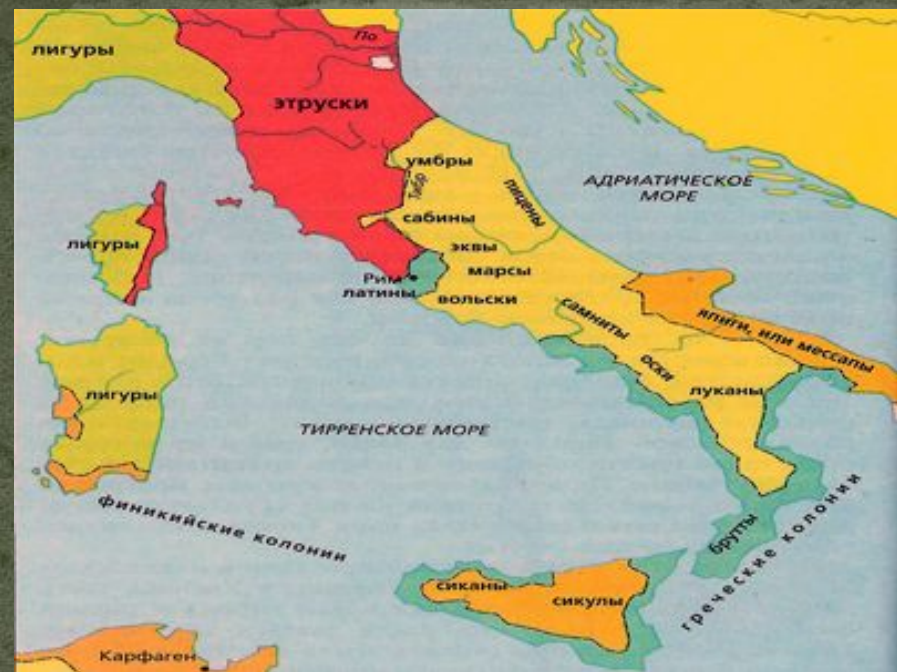 По
лигуры
этруски
умбры
Тибр
пицены
АДРИАТИЧЕСКОЕ
МОРЕ
сабины
лигуры
эквы
марсы
Рим
латины
вольски
самниты
япиги, или мессапы
оски
луканы
лигуры
ТИРРЕНСКОЕ МОРЕ
финикийские колонии
греческие колонии
брутты
сиканы
сикулы
Карфаген